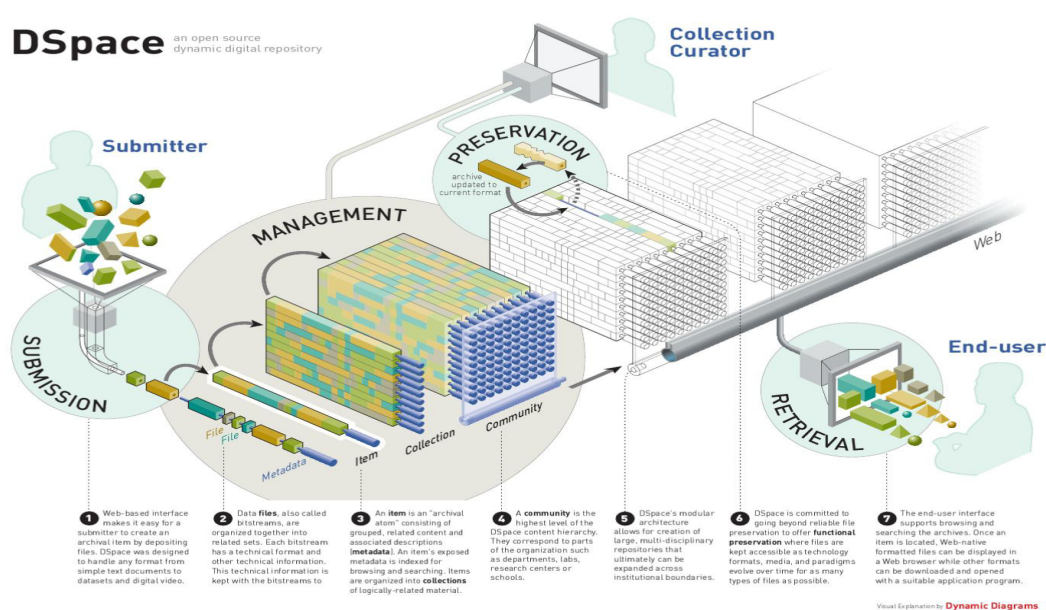 DSpace
an open source
dynamic digital repository
Collection
Curator
Submitter
PRESERVATION
archive
updated to
current format
MANAGEMENT
Web
SUBMISSION
End-user
RETRIEVAL
File
File
Metadata
Item
Collection
Community
1 Web-based interface
makes it easy for a
submitter to create an
archival item by depositing
files. DSpace was designed
to handle any format from
simple text documents to
datasets and digital video.
2 Data files, also called
bitstreams, are
organized together into
related sets. Each bitstream
has a technical format and
other technical information.
This technical information is
kept with the bitstreams to
3 An item is an "archival
atom" consisting of
grouped, related content and
associated descriptions
(metadata). An item's exposed
metadata is indexed for
browsing and searching. Items
are organized into collections
of logically-related material.
4 A community is the
highest level of the
DSpace content hierarchy.
They correspond to parts
of the organization such
as departments, labs,
research centers or
schools.
5 DSpace's modular
architecture
allows for creation of
large, multi-disciplinary
repositories that
ultimately can be
expanded across
institutional boundaries.
6 DSpace is committed to
going beyond reliable file
preservation to offer functional
preservation where files are
kept accessible as technology
formats, media, and paradigms
evolve over time for as many
types of files as possible.
7 The end-user interface
supports browsing and
searching the archives. Once an
item is located, Web-native
formatted files can be displayed
in a Web browser while other formats
can be downloaded and opened
with a suitable application program.
Visual Explanation by Dynamic Diagrams